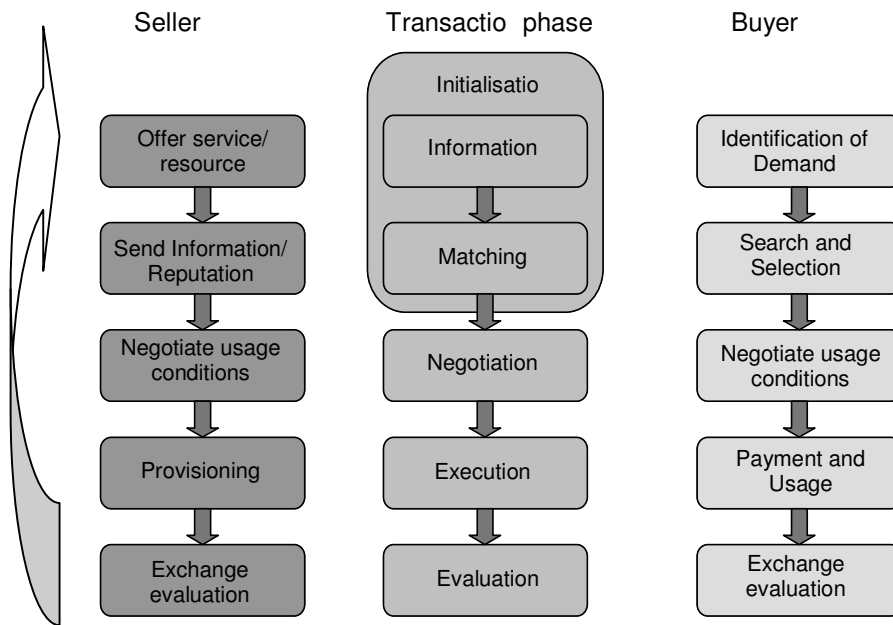 Seller
Transactio phase
Buyer
Initialisatio
Offer service/
resource
Information
Identification of
Demand
Send Information/
Reputation
Matching
Search and
Selection
Negotiate usage
conditions
Negotiation
Negotiate usage
conditions
Provisioning
Execution
Payment and
Usage
Exchange
evaluation
Evaluation
Exchange
evaluation